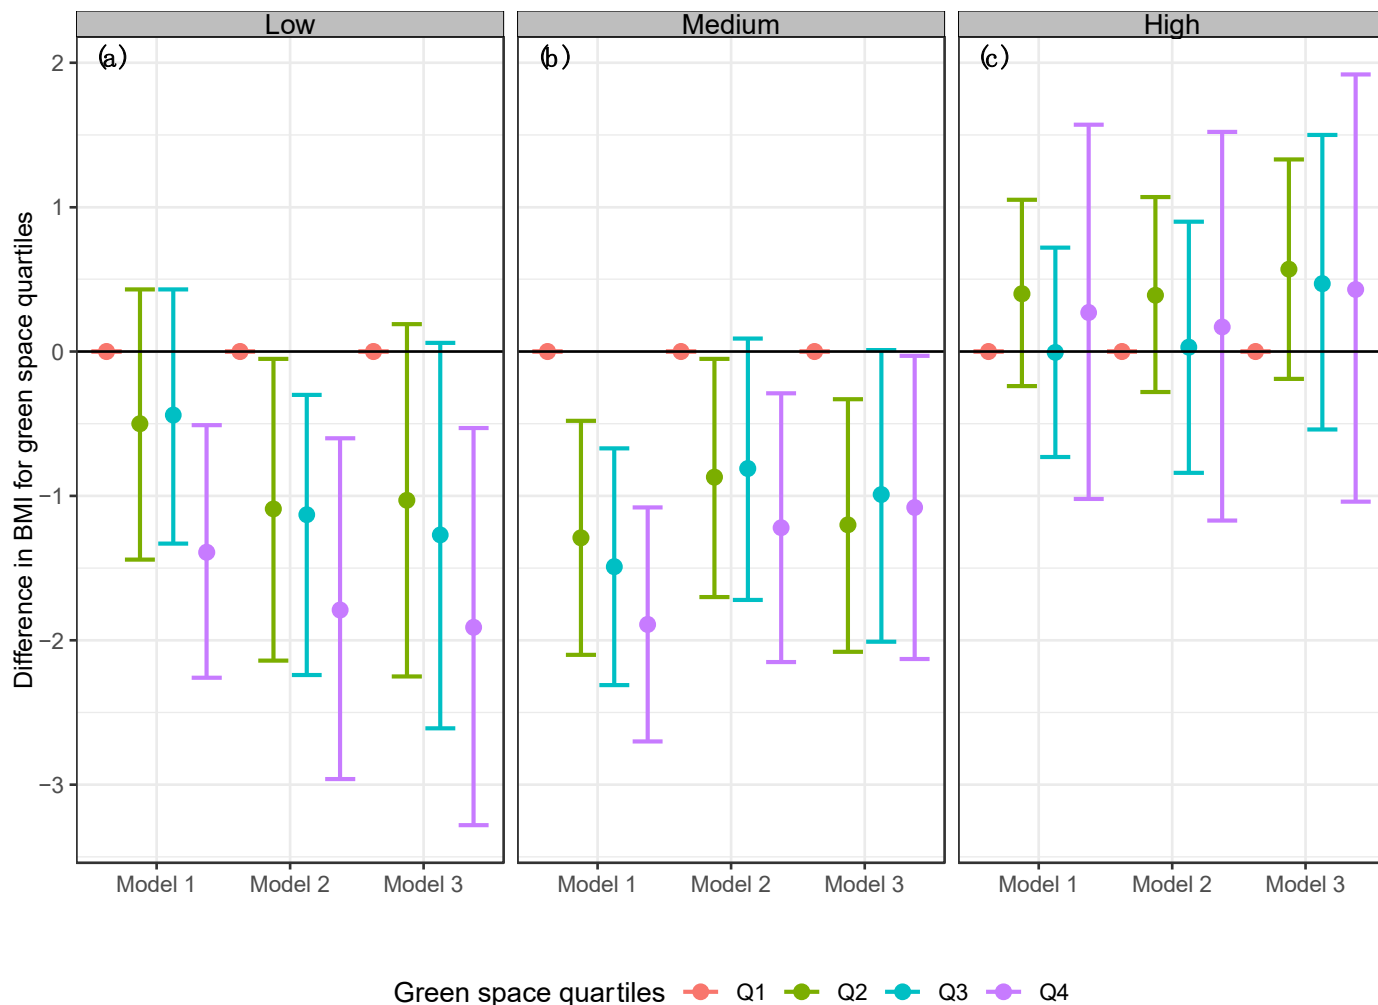 Low Medium High
(a) (b) (c)
2
1
0
−1
−2
−3
Difference in BMI for green space quartiles
Model 1 Model 2 Model 3 Model 1 Model 2 Model 3 Model 1 Model 2 Model 3
Green space quartiles Q1 Q2 Q3 Q4